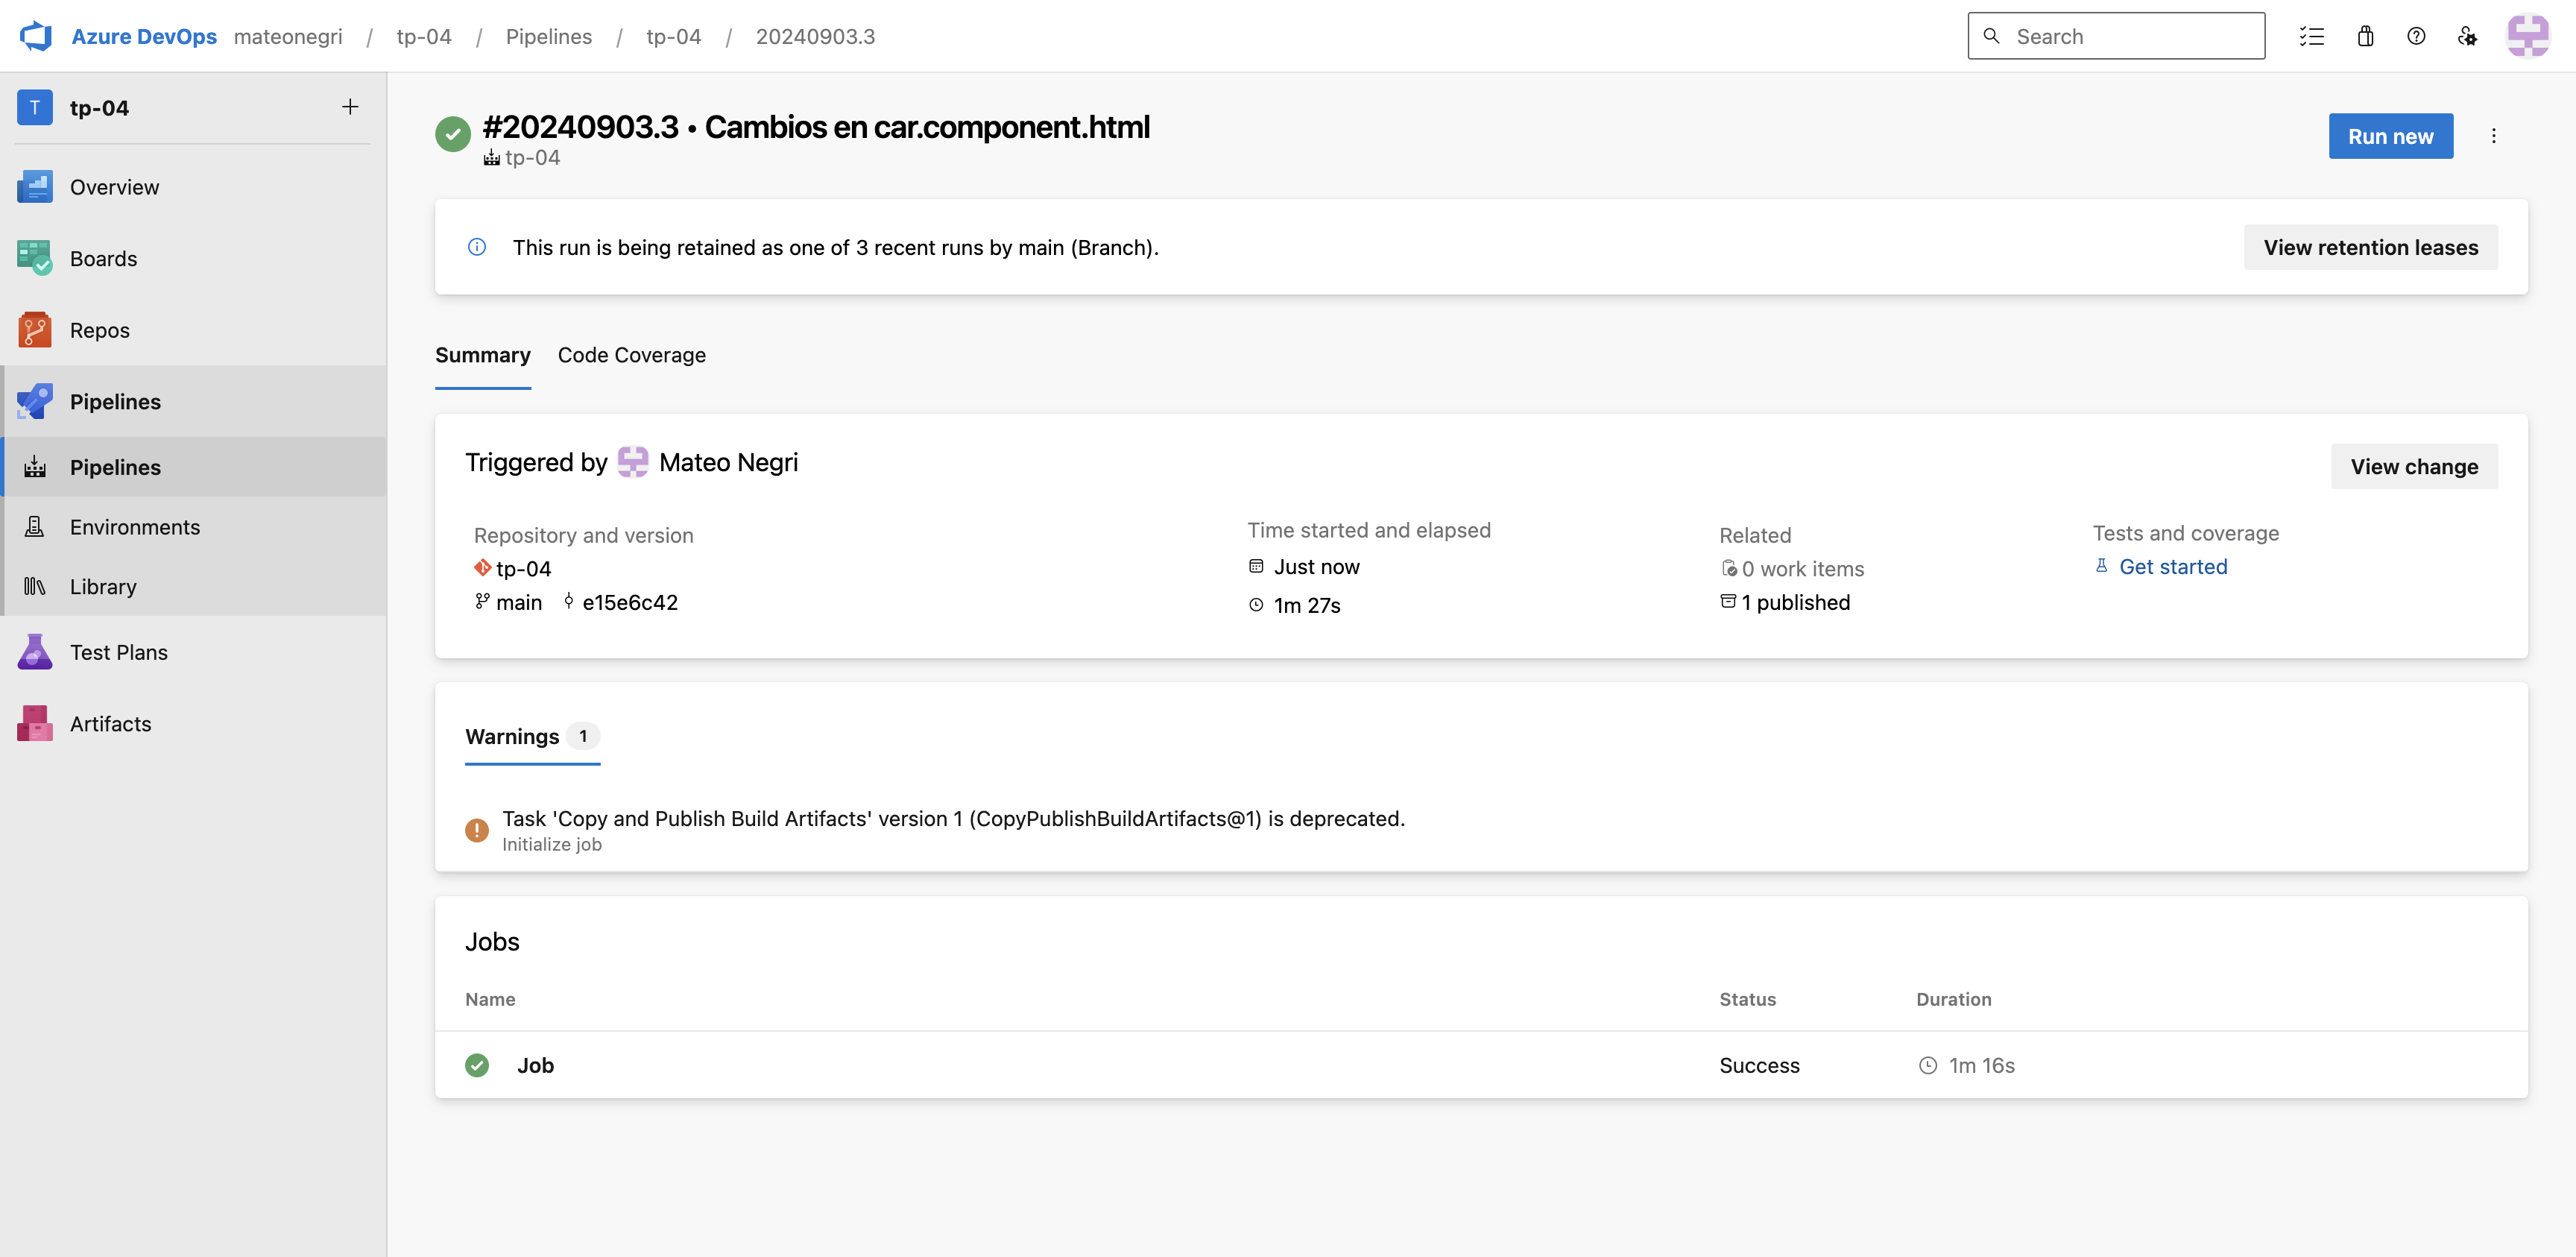 Azure DevOps mateonegri / tp-04 / Pipelines / tp-04 / 20240903.3
Search
T tp-04
Overview
Boards
Repos
Pipelines
Pipelines
Environments
Library
Test Plans
Artifacts
#20240903.3 • Cambios en car.component.html
tp-04
Run new
This run is being retained as one of 3 recent runs by main (Branch).
View retention leases
Summary Code Coverage
Triggered by Mateo Negri
View change
Repository and version
tp-04
main e15e6c42
Time started and elapsed
Just now
1m 27s
Related
0 work items
1 published
Tests and coverage
Get started
Warnings 1
Task 'Copy and Publish Build Artifacts' version 1 (CopyPublishBuildArtifacts@1) is deprecated.
Initialize job
Jobs
Name Status Duration
Job Success 1m 16s